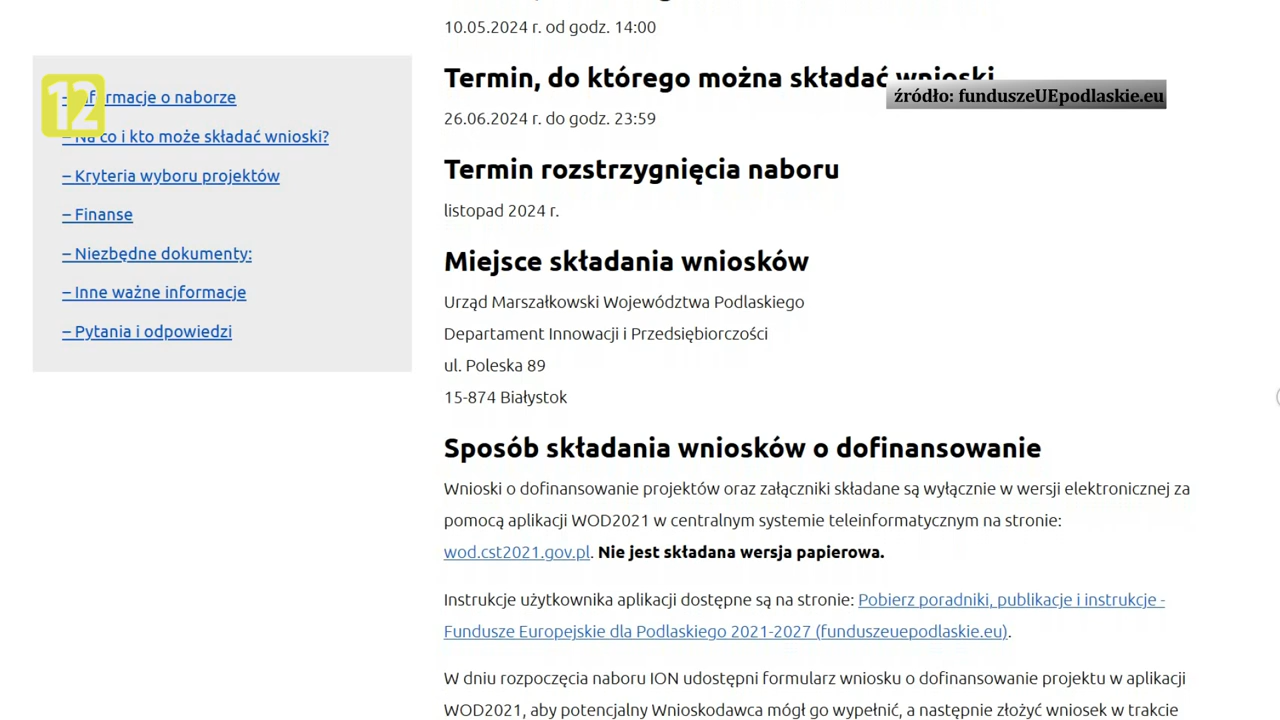 10.05.2024 r. od godz. 14:00
Termin, do którego można składać wnioski
źródło: funduszeUEpodlaskie.eu
26.06.2024 r. do godz. 23:59
Termin rozstrzygnięcia naboru
listopad 2024 r.
Miejsce składania wniosków
Urząd Marszałkowski Województwa Podlaskiego
Departament Innowacji i Przedsiębiorczości
ul. Poleska 89
15-874 Białystok
Sposób składania wniosków o dofinansowanie
Wnioski o dofinansowanie projektów oraz załączniki składane są wyłącznie w wersji elektronicznej za
pomocą aplikacji WOD2021 w centralnym systemie teleinformatycznym na stronie:
wod.cst2021.gov.pl. Nie jest składana wersja papierowa.
Instrukcje użytkownika aplikacji dostępne są na stronie: Pobierz poradniki, publikacje i instrukcje -
Fundusze Europejskie dla Podlaskiego 2021-2027 (funduszeuepodlaskie.eu).
W dniu rozpoczęcia naboru ION udostępni formularz wniosku o dofinansowanie projektu w aplikacji
WOD2021, aby potencjalny Wnioskodawca mógł go wypełnić, a następnie złożyć wniosek w trakcie
12
– Informacje o naborze
– Na co i kto może składać wnioski?
– Kryteria wyboru projektów
– Finanse
– Niezbędne dokumenty:
– Inne ważne informacje
– Pytania i odpowiedzi